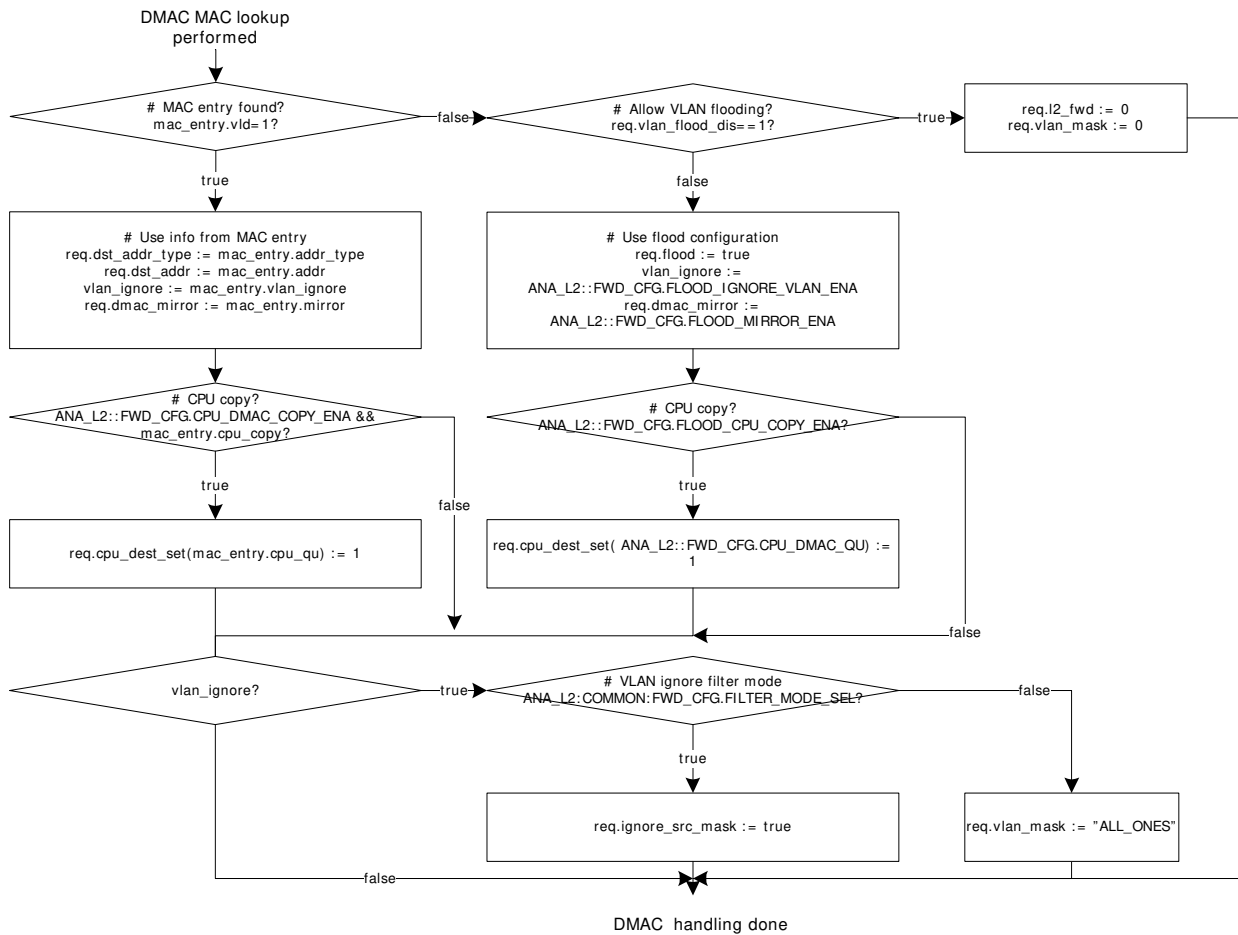 DMAC MAC lookup
performed
# MAC entry found?
mac_entry.vld=1?
false
# Allow VLAN flooding?
req.vlan_flood_dis==1?
true
req.l2_fwd := 0
req.vlan_mask := 0
true
false
# Use info from MAC entry
req.dst_addr_type := mac_entry.addr_type
req.dst_addr := mac_entry.addr
vlan_ignore := mac_entry.vlan_ignore
req.dmac_mirror := mac_entry.mirror
# Use flood configuration
req.flood := true
vlan_ignore :=
ANA_L2::FWD_CFG.FLOOD_IGNORE_VLAN_ENA
req.dmac_mirror :=
ANA_L2::FWD_CFG.FLOOD_MIRROR_ENA
# CPU copy?
ANA_L2::FWD_CFG.CPU_DMAC_COPY_ENA &&
mac_entry.cpu_copy?
# CPU copy?
ANA_L2::FWD_CFG.FLOOD_CPU_COPY_ENA?
true
false
true
req.cpu_dest_set(mac_entry.cpu_qu) := 1
req.cpu_dest_set( ANA_L2::FWD_CFG.CPU_DMAC_QU) :=
1
false
vlan_ignore?
true
# VLAN ignore filter mode
ANA_L2:COMMON:FWD_CFG.FILTER_MODE_SEL?
false
true
req.ignore_src_mask := true
req.vlan_mask := "ALL_ONES"
false
DMAC handling done